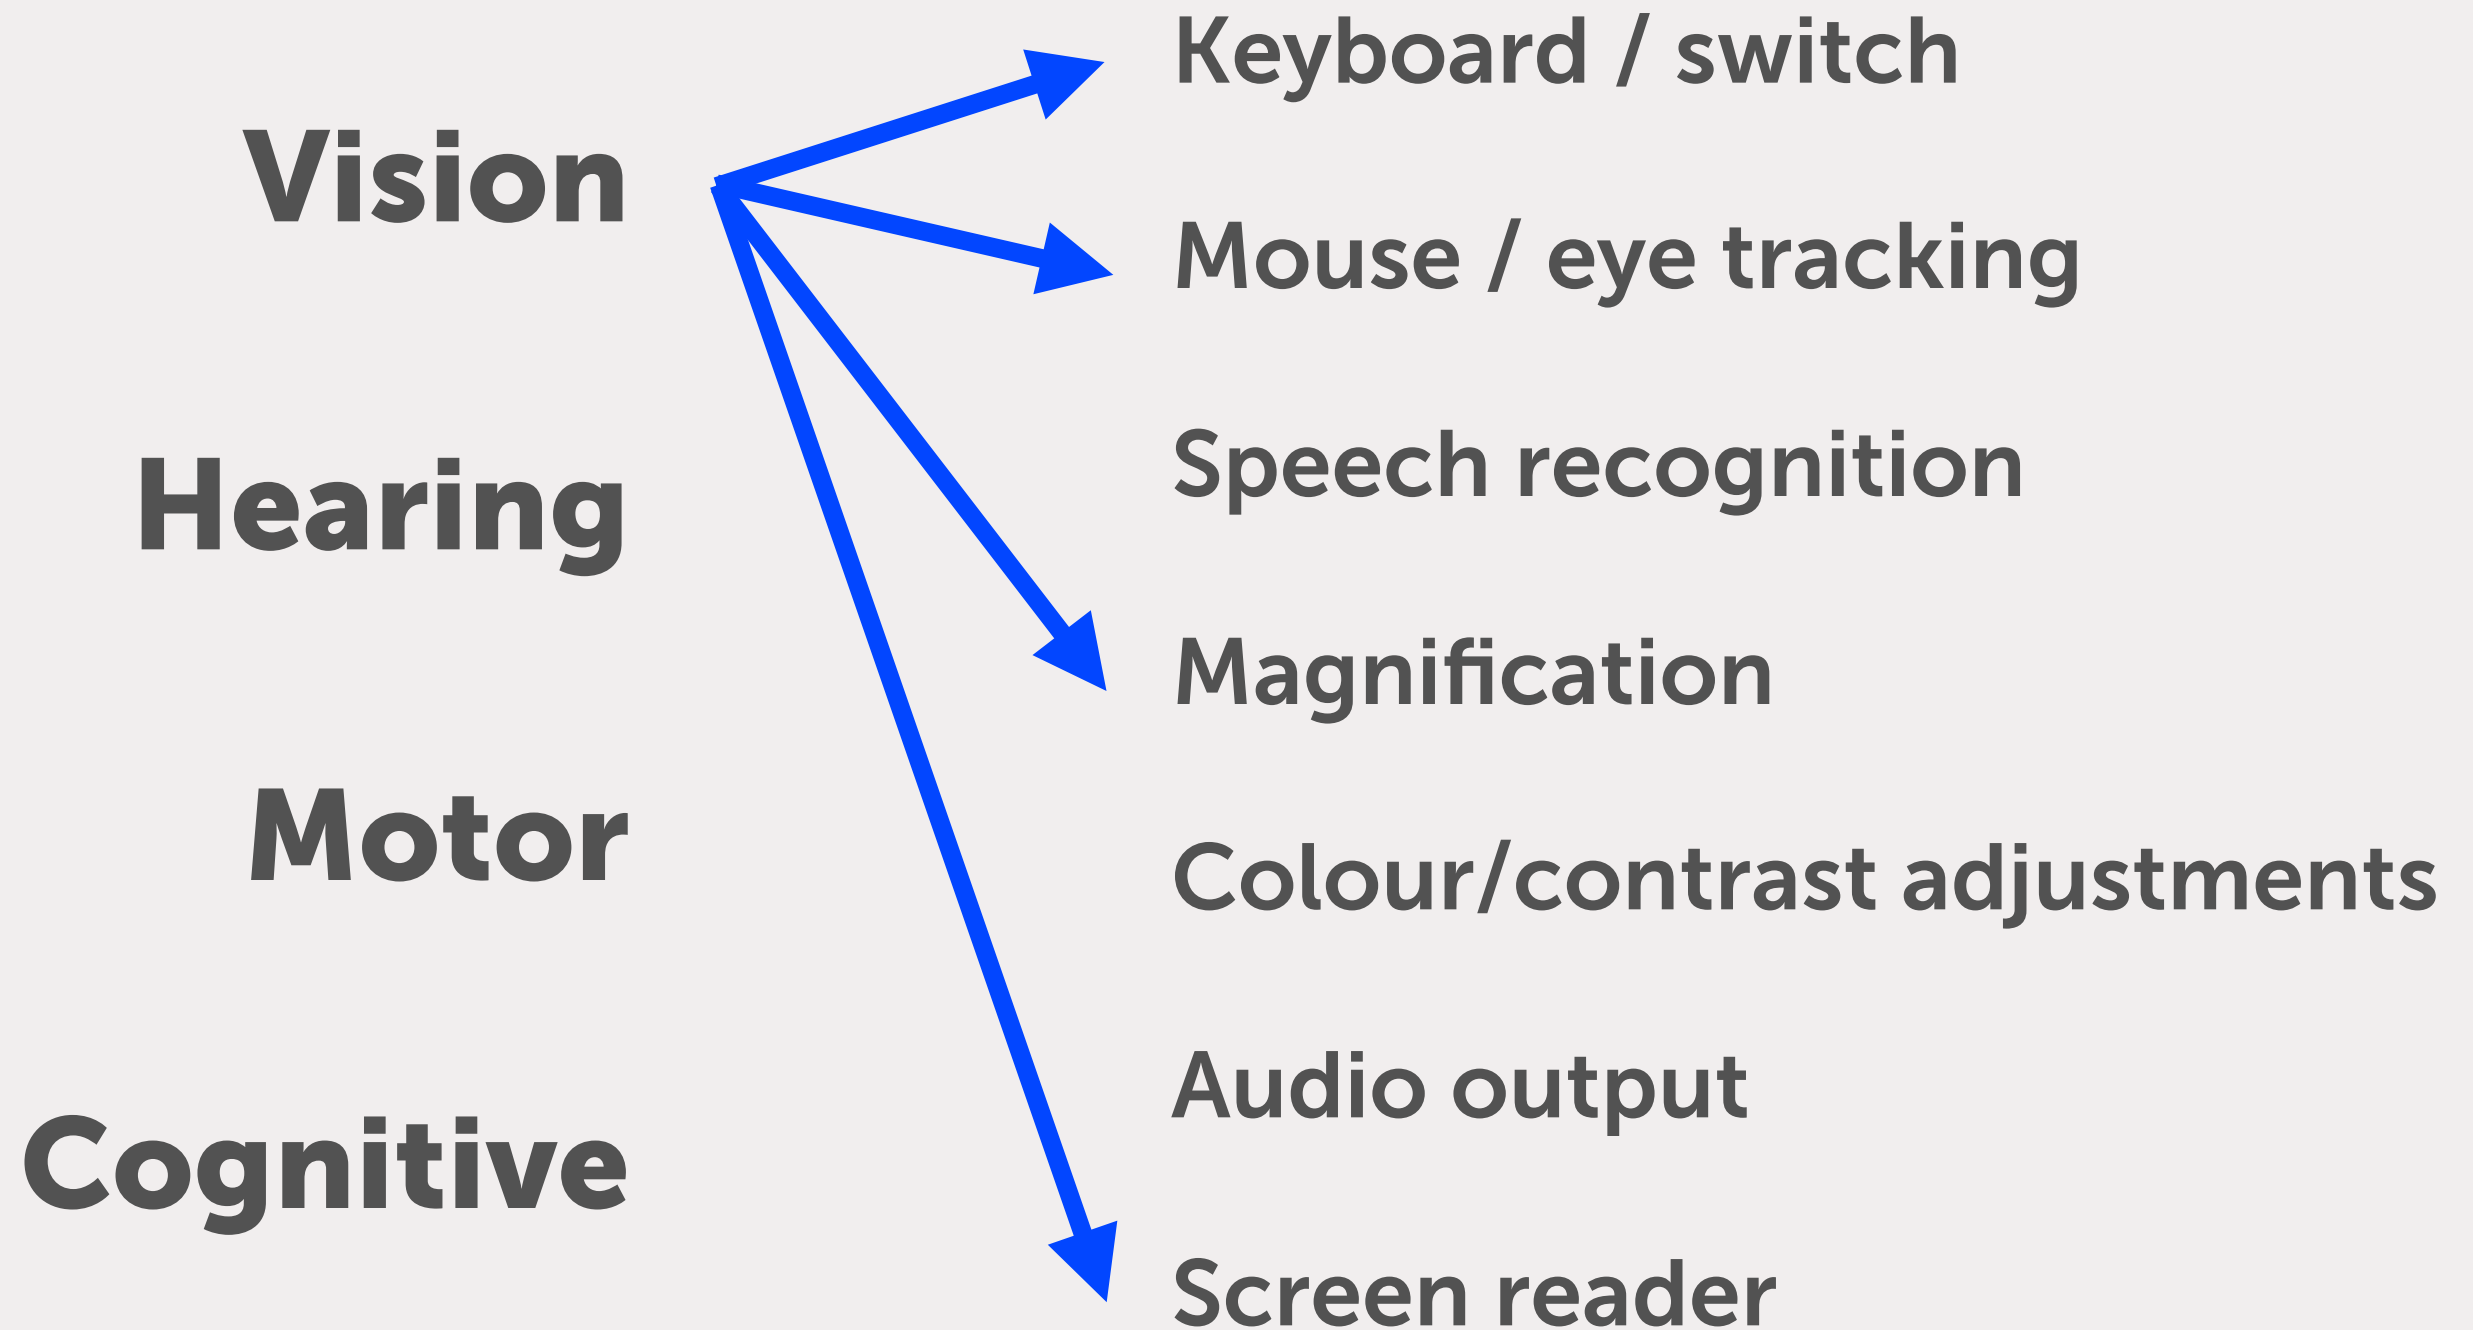 Vision
Hearing
Motor
Cognitive
Keyboard / switch
Mouse / eye tracking
Speech recognition
Magnification
Colour/contrast adjustments
Audio output
Screen reader